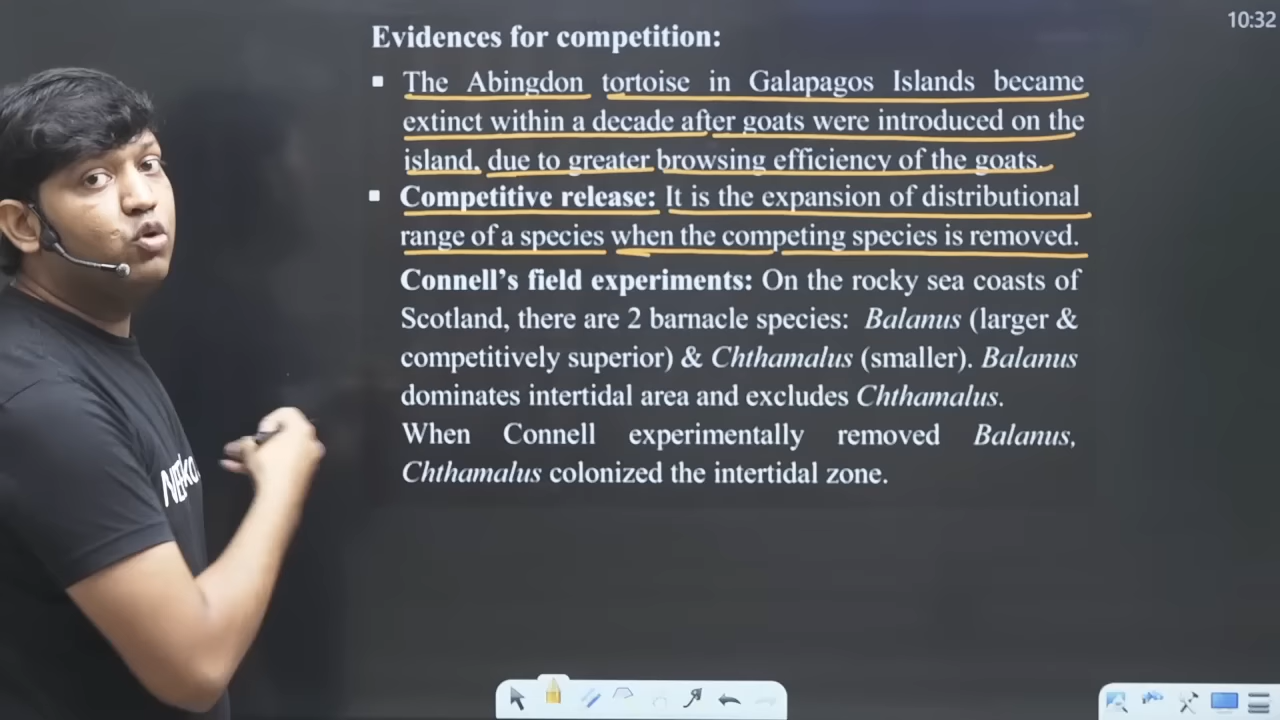 10:32
Evidences for competition:
▪ The Abingdon tortoise in Galapagos Islands became
extinct within a decade after goats were introduced on the
island, due to greater browsing efficiency of the goats.
▪ Competitive release: It is the expansion of distributional
range of a species when the competing species is removed.
Connell’s field experiments: On the rocky sea coasts of
Scotland, there are 2 barnacle species: Balanus (larger &
competitively superior) & Chthamalus (smaller). Balanus
dominates intertidal area and excludes Chthamalus.
When Connell experimentally removed Balanus,
Chthamalus colonized the intertidal zone.